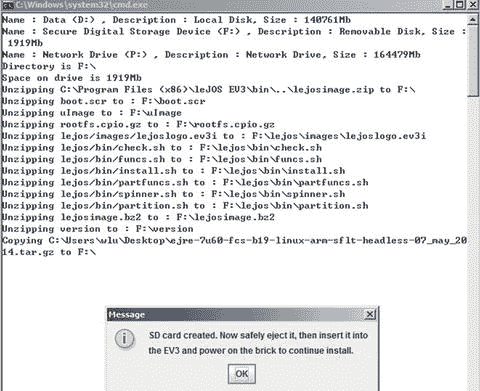 C:\Windows\system32\cmd.exe
Name : Data (D:) , Description : Local Disk, Size : 140761Mb
Name : Secure Digital Storage Device (F:) , Description : Removable Disk, Size :
1919Mb
Name : Network Drive (P:) , Description : Network Drive, Size : 164479Mb
Directory is F:\
Space on drive is 1919Mb
Unzipping C:\Program Files (x86)\leJOS EV3\bin\..\lejosimage.zip to F:\
Unzipping boot.scr to : F:\boot.scr
Unzipping uImage to : F:\uImage
Unzipping rootfs.cpio.gz to : F:\rootfs.cpio.gz
Unzipping lejos/images/lejoslogo.ev3i to : F:\lejos\images\lejoslogo.ev3i
Unzipping lejos/bin/check.sh to : F:\lejos\bin\check.sh
Unzipping lejos/bin/funcs.sh to : F:\lejos\bin\funcs.sh
Unzipping lejos/bin/install.sh to : F:\lejos\bin\install.sh
Unzipping lejos/bin/partfuncs.sh to : F:\lejos\bin\partfuncs.sh
Unzipping lejos/bin/spinner.sh to : F:\lejos\bin\spinner.sh
Unzipping lejos/bin/partition.sh to : F:\lejos\bin\partition.sh
Unzipping lejosimage.bz2 to : F:\lejosimage.bz2
Unzipping version to : F:\version
Copying C:\Users\wlu\Desktop\ejre-7u60-fcs-b19-linux-arm-sflt-headless-07_may_20
14.tar.gz to F:\
Message
SD card created. Now safely eject it, then insert it into
the EV3 and power on the brick to continue install.
OK